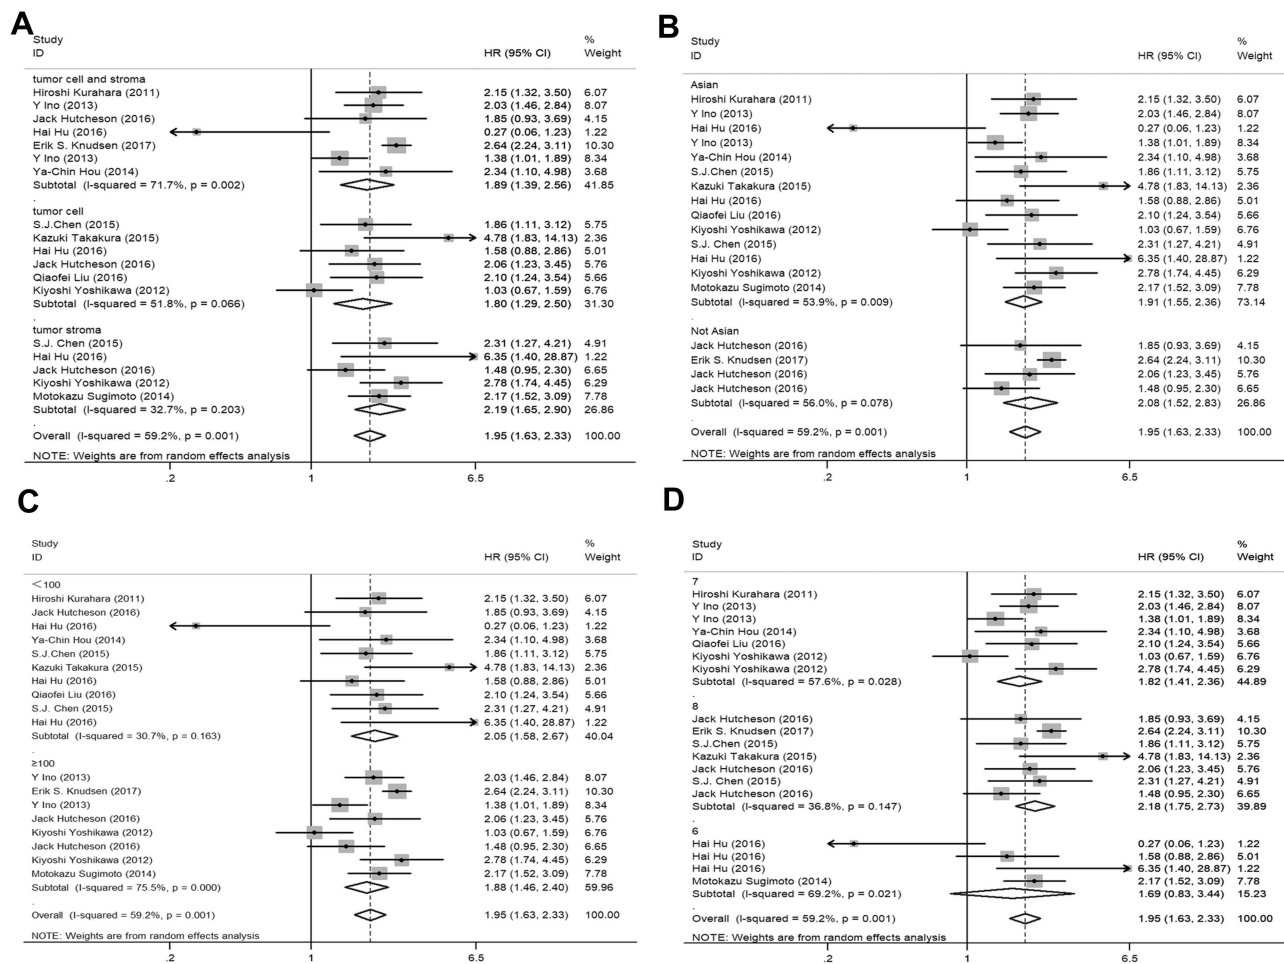 A
Study %
ID HR (95% CI) Weight
tumor cell and stroma
Hiroshi Kurahara (2011) 2.15 (1.32, 3.50) 6.07
Y Ino (2013) 2.03 (1.46, 2.84) 8.07
Jack Hutcheson (2016) 1.85 (0.93, 3.69) 4.15
Hai Hu (2016) 0.27 (0.06, 1.23) 1.22
Erik S. Knudsen (2017) 2.64 (2.24, 3.11) 10.30
Y Ino (2013) 1.38 (1.01, 1.89) 8.34
Ya-Chin Hou (2014) 2.34 (1.10, 4.98) 3.68
Subtotal (I-squared = 71.7%, p = 0.002) 1.89 (1.39, 2.56) 41.85
.
tumor cell
S.J.Chen (2015) 1.86 (1.11, 3.12) 5.75
Kazuki Takakura (2015) 4.78 (1.83, 14.13) 2.36
Hai Hu (2016) 1.58 (0.88, 2.86) 5.01
Jack Hutcheson (2016) 2.06 (1.23, 3.45) 5.76
Qiaofei Liu (2016) 2.10 (1.24, 3.54) 5.66
Kiyoshi Yoshikawa (2012) 1.03 (0.67, 1.59) 6.76
Subtotal (I-squared = 51.8%, p = 0.066) 1.80 (1.29, 2.50) 31.30
.
tumor stroma
S.J. Chen (2015) 2.31 (1.27, 4.21) 4.91
Hai Hu (2016) 6.35 (1.40, 28.87) 1.22
Jack Hutcheson (2016) 1.48 (0.95, 2.30) 6.65
Kiyoshi Yoshikawa (2012) 2.78 (1.74, 4.45) 6.29
Motokazu Sugimoto (2014) 2.17 (1.52, 3.09) 7.78
Subtotal (I-squared = 32.7%, p = 0.203) 2.19 (1.65, 2.90) 26.86
.
Overall (I-squared = 59.2%, p = 0.001) 1.95 (1.63, 2.33) 100.00
NOTE: Weights are from random effects analysis
.2 1 6.5
B
Study %
ID HR (95% CI) Weight
Asian
Hiroshi Kurahara (2011) 2.15 (1.32, 3.50) 6.07
Y Ino (2013) 2.03 (1.46, 2.84) 8.07
Hai Hu (2016) 0.27 (0.06, 1.23) 1.22
Y Ino (2013) 1.38 (1.01, 1.89) 8.34
Ya-Chin Hou (2014) 2.34 (1.10, 4.98) 3.68
S.J.Chen (2015) 1.86 (1.11, 3.12) 5.75
Kazuki Takakura (2015) 4.78 (1.83, 14.13) 2.36
Hai Hu (2016) 1.58 (0.88, 2.86) 5.01
Qiaofei Liu (2016) 2.10 (1.24, 3.54) 5.66
Kiyoshi Yoshikawa (2012) 1.03 (0.67, 1.59) 6.76
S.J. Chen (2015) 2.31 (1.27, 4.21) 4.91
Hai Hu (2016) 6.35 (1.40, 28.87) 1.22
Kiyoshi Yoshikawa (2012) 2.78 (1.74, 4.45) 6.29
Motokazu Sugimoto (2014) 2.17 (1.52, 3.09) 7.78
Subtotal (I-squared = 53.9%, p = 0.009) 1.91 (1.55, 2.36) 73.14
.
Not Asian
Jack Hutcheson (2016) 1.85 (0.93, 3.69) 4.15
Erik S. Knudsen (2017) 2.64 (2.24, 3.11) 10.30
Jack Hutcheson (2016) 2.06 (1.23, 3.45) 5.76
Jack Hutcheson (2016) 1.48 (0.95, 2.30) 6.65
Subtotal (I-squared = 56.0%, p = 0.078) 2.08 (1.52, 2.83) 26.86
.
Overall (I-squared = 59.2%, p = 0.001) 1.95 (1.63, 2.33) 100.00
NOTE: Weights are from random effects analysis
.2 1 6.5
C
Study %
ID HR (95% CI) Weight
＜100
Hiroshi Kurahara (2011) 2.15 (1.32, 3.50) 6.07
Jack Hutcheson (2016) 1.85 (0.93, 3.69) 4.15
Hai Hu (2016) 0.27 (0.06, 1.23) 1.22
Ya-Chin Hou (2014) 2.34 (1.10, 4.98) 3.68
S.J.Chen (2015) 1.86 (1.11, 3.12) 5.75
Kazuki Takakura (2015) 4.78 (1.83, 14.13) 2.36
Hai Hu (2016) 1.58 (0.88, 2.86) 5.01
Qiaofei Liu (2016) 2.10 (1.24, 3.54) 5.66
S.J. Chen (2015) 2.31 (1.27, 4.21) 4.91
Hai Hu (2016) 6.35 (1.40, 28.87) 1.22
Subtotal (I-squared = 30.7%, p = 0.163) 2.05 (1.58, 2.67) 40.04
.
≥100
Y Ino (2013) 2.03 (1.46, 2.84) 8.07
Erik S. Knudsen (2017) 2.64 (2.24, 3.11) 10.30
Y Ino (2013) 1.38 (1.01, 1.89) 8.34
Jack Hutcheson (2016) 2.06 (1.23, 3.45) 5.76
Kiyoshi Yoshikawa (2012) 1.03 (0.67, 1.59) 6.76
Jack Hutcheson (2016) 1.48 (0.95, 2.30) 6.65
Kiyoshi Yoshikawa (2012) 2.78 (1.74, 4.45) 6.29
Motokazu Sugimoto (2014) 2.17 (1.52, 3.09) 7.78
Subtotal (I-squared = 75.5%, p = 0.000) 1.88 (1.46, 2.40) 59.96
.
Overall (I-squared = 59.2%, p = 0.001) 1.95 (1.63, 2.33) 100.00
NOTE: Weights are from random effects analysis
.2 1 6.5
D
Study %
ID HR (95% CI) Weight
7
Hiroshi Kurahara (2011) 2.15 (1.32, 3.50) 6.07
Y Ino (2013) 2.03 (1.46, 2.84) 8.07
Y Ino (2013) 1.38 (1.01, 1.89) 8.34
Ya-Chin Hou (2014) 2.34 (1.10, 4.98) 3.68
Qiaofei Liu (2016) 2.10 (1.24, 3.54) 5.66
Kiyoshi Yoshikawa (2012) 1.03 (0.67, 1.59) 6.76
Kiyoshi Yoshikawa (2012) 2.78 (1.74, 4.45) 6.29
Subtotal (I-squared = 57.6%, p = 0.028) 1.82 (1.41, 2.36) 44.89
.
8
Jack Hutcheson (2016) 1.85 (0.93, 3.69) 4.15
Erik S. Knudsen (2017) 2.64 (2.24, 3.11) 10.30
S.J.Chen (2015) 1.86 (1.11, 3.12) 5.75
Kazuki Takakura (2015) 4.78 (1.83, 14.13) 2.36
Jack Hutcheson (2016) 2.06 (1.23, 3.45) 5.76
S.J. Chen (2015) 2.31 (1.27, 4.21) 4.91
Jack Hutcheson (2016) 1.48 (0.95, 2.30) 6.65
Subtotal (I-squared = 36.8%, p = 0.147) 2.18 (1.75, 2.73) 39.89
.
6
Hai Hu (2016) 0.27 (0.06, 1.23) 1.22
Hai Hu (2016) 1.58 (0.88, 2.86) 5.01
Hai Hu (2016) 6.35 (1.40, 28.87) 1.22
Motokazu Sugimoto (2014) 2.17 (1.52, 3.09) 7.78
Subtotal (I-squared = 69.2%, p = 0.021) 1.69 (0.83, 3.44) 15.23
.
Overall (I-squared = 59.2%, p = 0.001) 1.95 (1.63, 2.33) 100.00
NOTE: Weights are from random effects analysis
.2 1 6.5